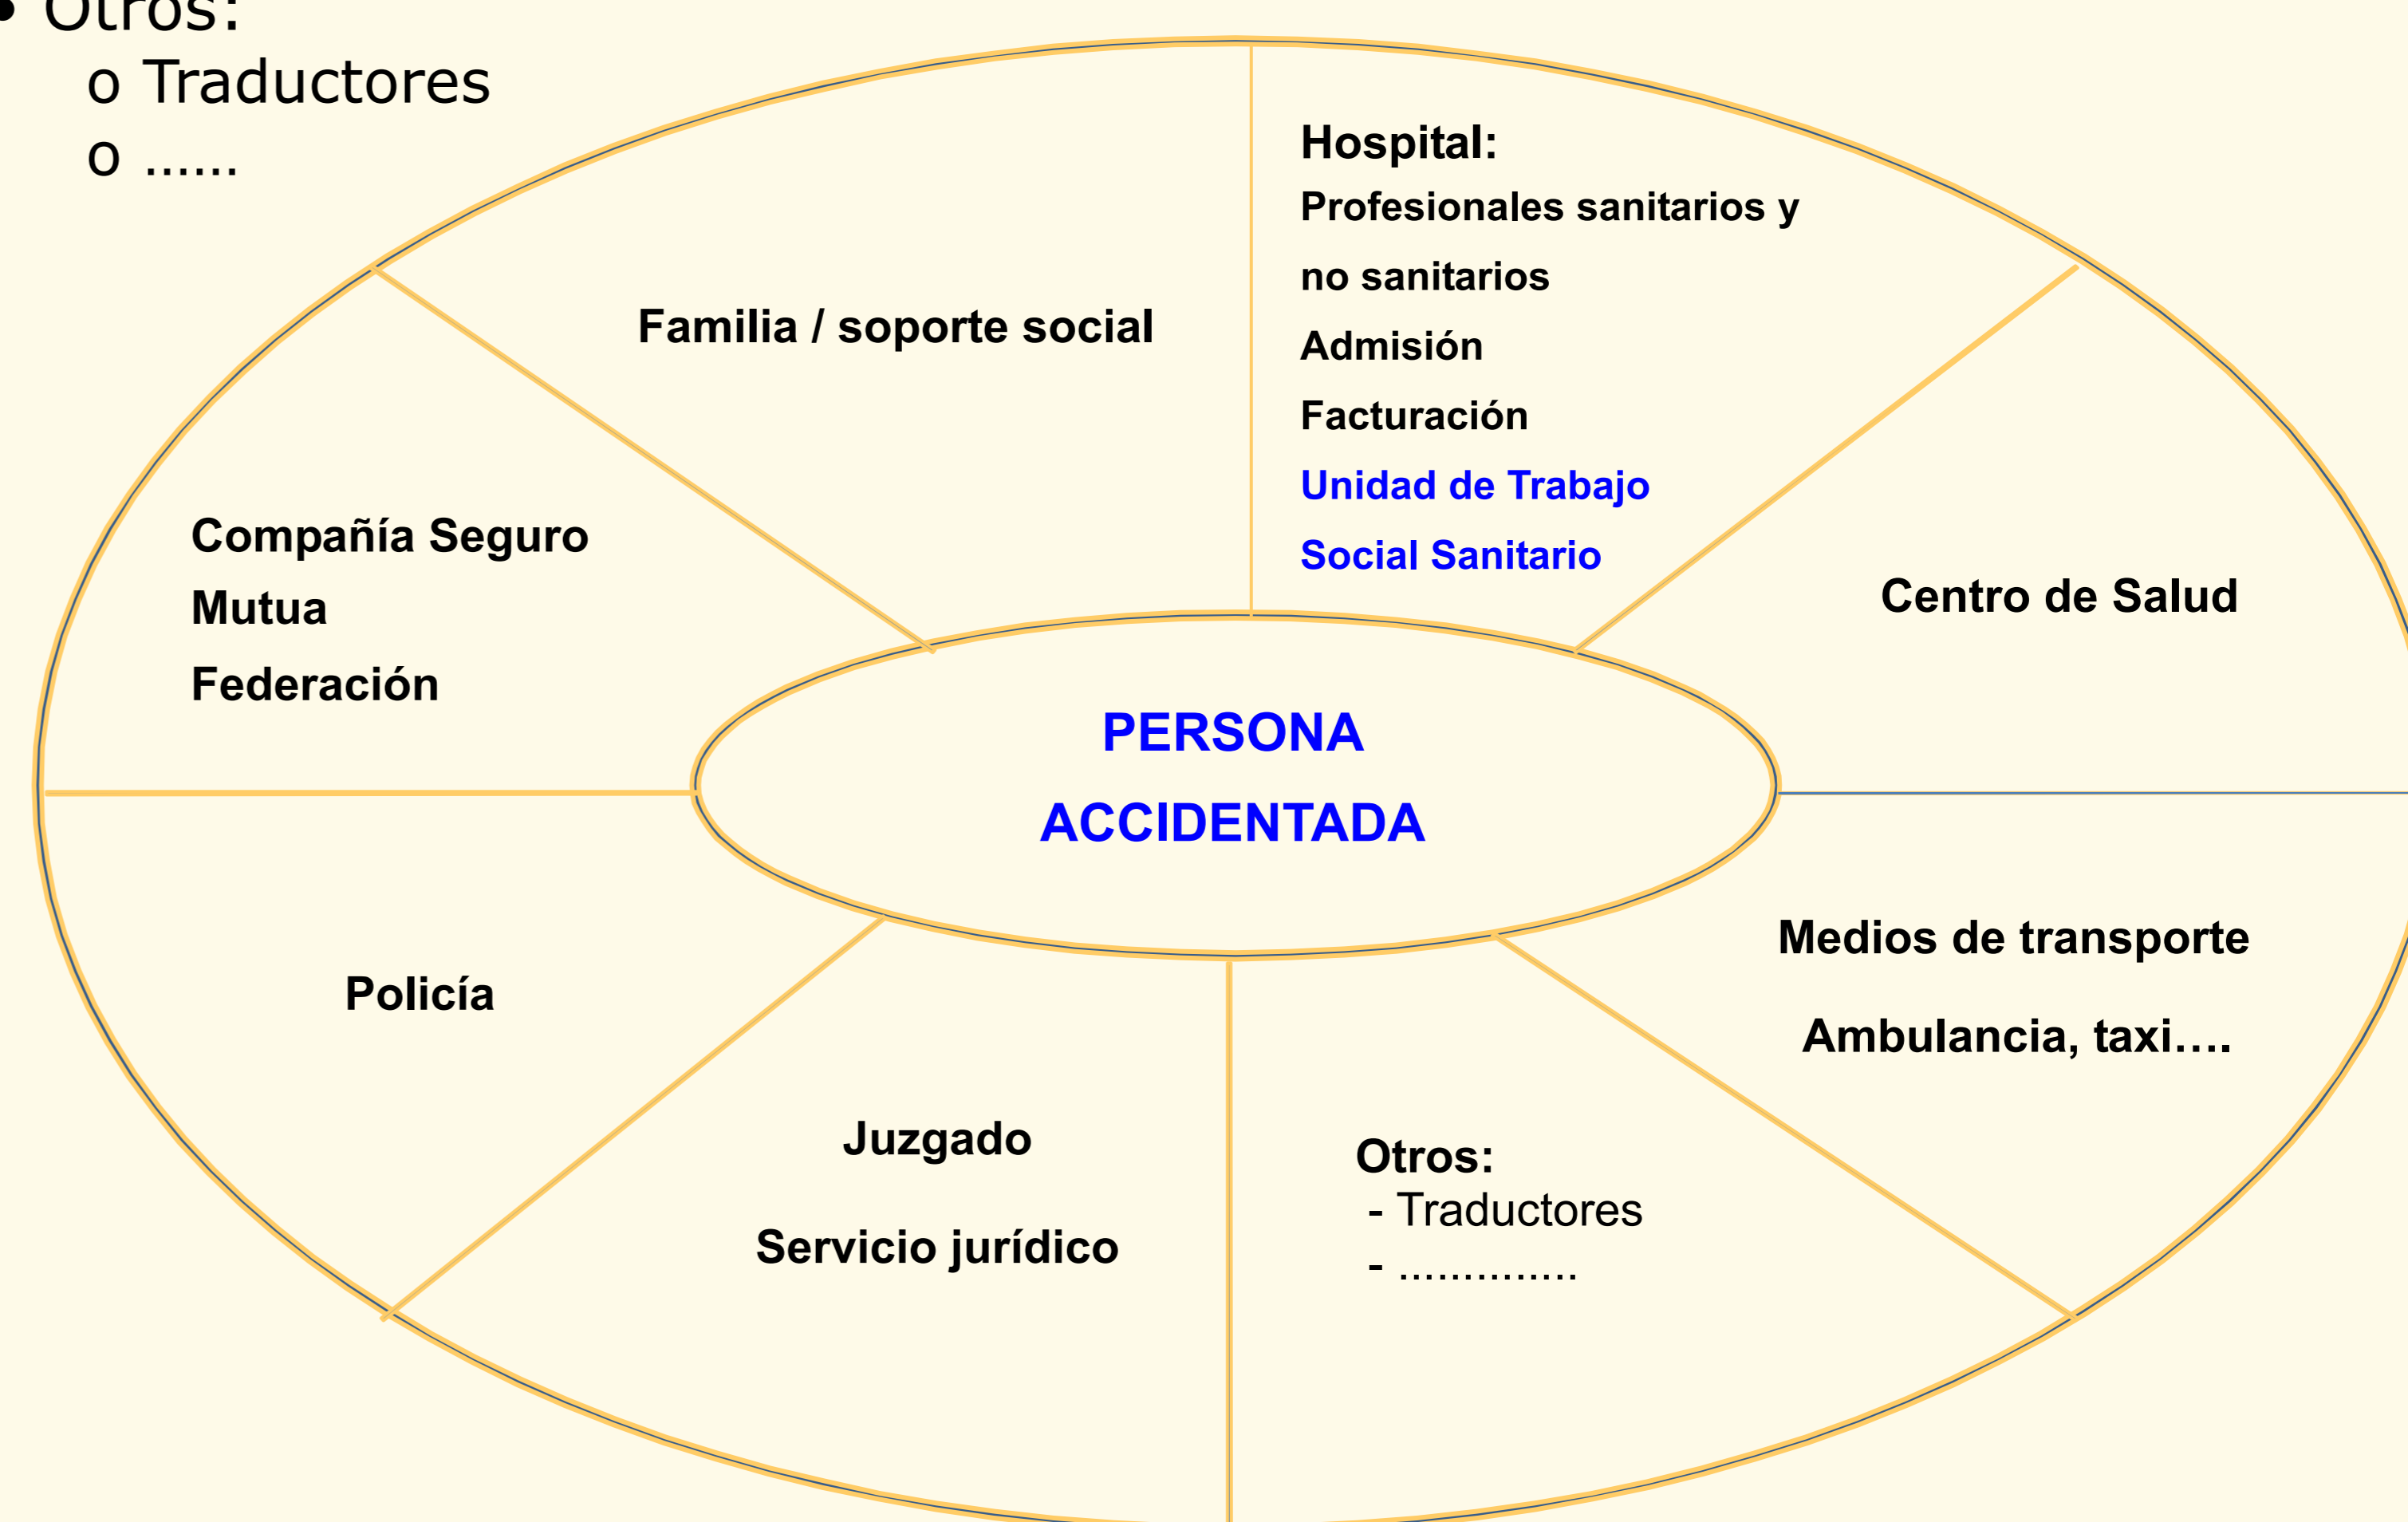 • Otros:
o Traductores
o ......
Hospital:
Profesionales sanitarios y
no sanitarios
Admisión
Facturación
Unidad de Trabajo
Social Sanitario
Familia / soporte social
Compañía Seguro
Mutua
Federación
Centro de Salud
PERSONA
ACCIDENTADA
Policía
Medios de transporte
Ambulancia, taxi….
Juzgado
Servicio jurídico
Otros:
- Traductores
- ..............